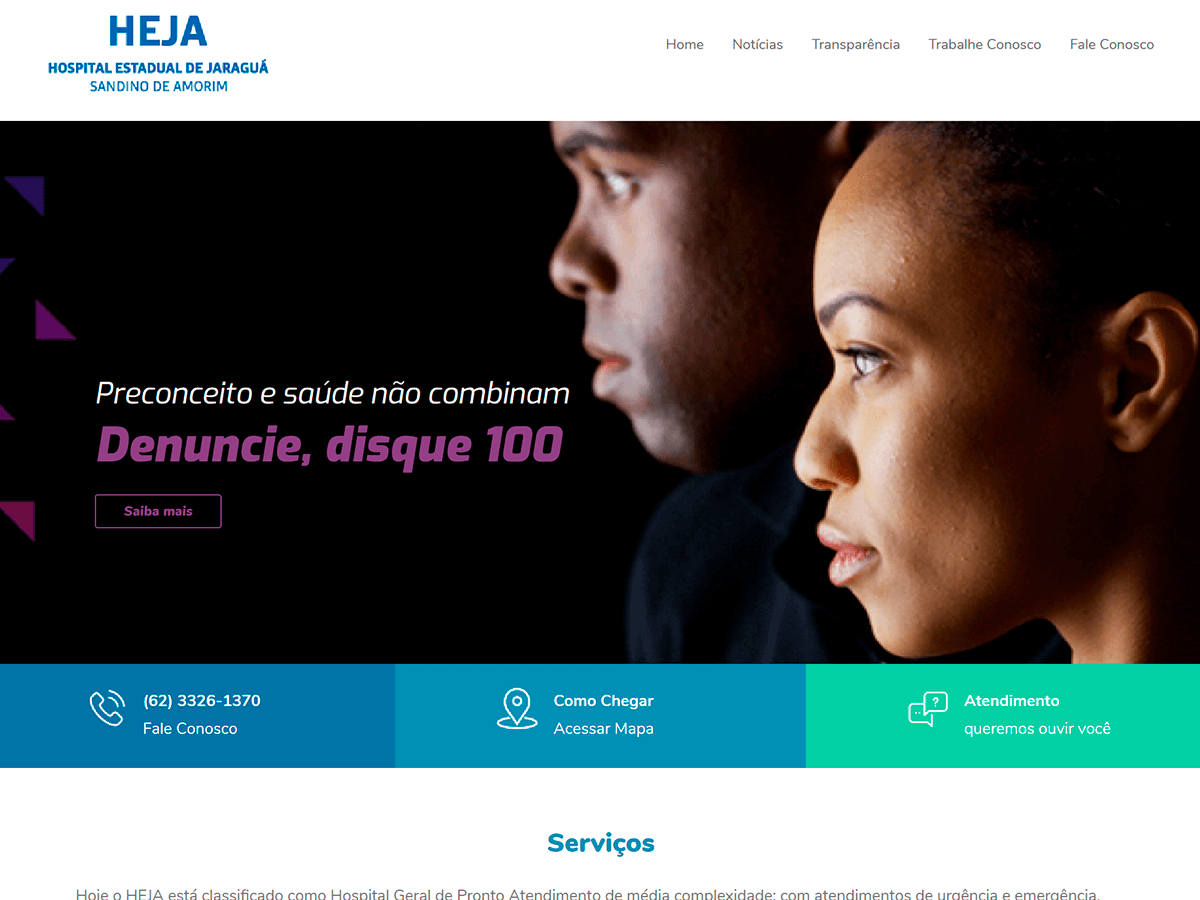 HEJA
HOSPITAL ESTADUAL DE JARAGUÁ
SANDINO DE AMORIM
Home Notícias Transparência Trabalhe Conosco Fale Conosco
Preconceito e saúde não combinam
Denuncie, disque 100
Saiba mais
(62) 3326-1370
Fale Conosco
Como Chegar
Acessar Mapa
Atendimento
queremos ouvir você
Serviços
Hoje o HEJA está classificado como Hospital Geral de Pronto Atendimento de média complexidade; com atendimentos de urgência e emergência,